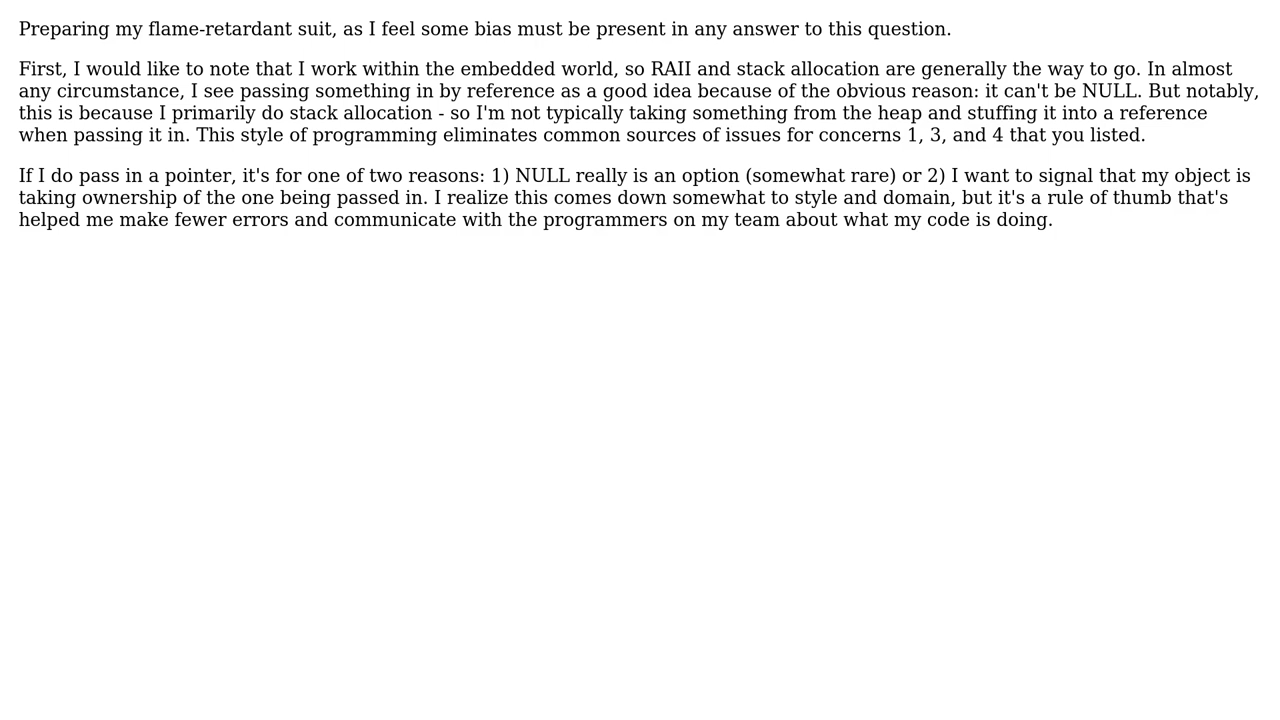 Preparing my flame-retardant suit, as I feel some bias must be present in any answer to this question.
First, I would like to note that I work within the embedded world, so RAII and stack allocation are generally the way to go. In almost
any circumstance, I see passing something in by reference as a good idea because of the obvious reason: it can't be NULL. But notably,
this is because I primarily do stack allocation - so I'm not typically taking something from the heap and stuffing it into a reference
when passing it in. This style of programming eliminates common sources of issues for concerns 1, 3, and 4 that you listed.
If I do pass in a pointer, it's for one of two reasons: 1) NULL really is an option (somewhat rare) or 2) I want to signal that my object is
taking ownership of the one being passed in. I realize this comes down somewhat to style and domain, but it's a rule of thumb that's
helped me make fewer errors and communicate with the programmers on my team about what my code is doing.